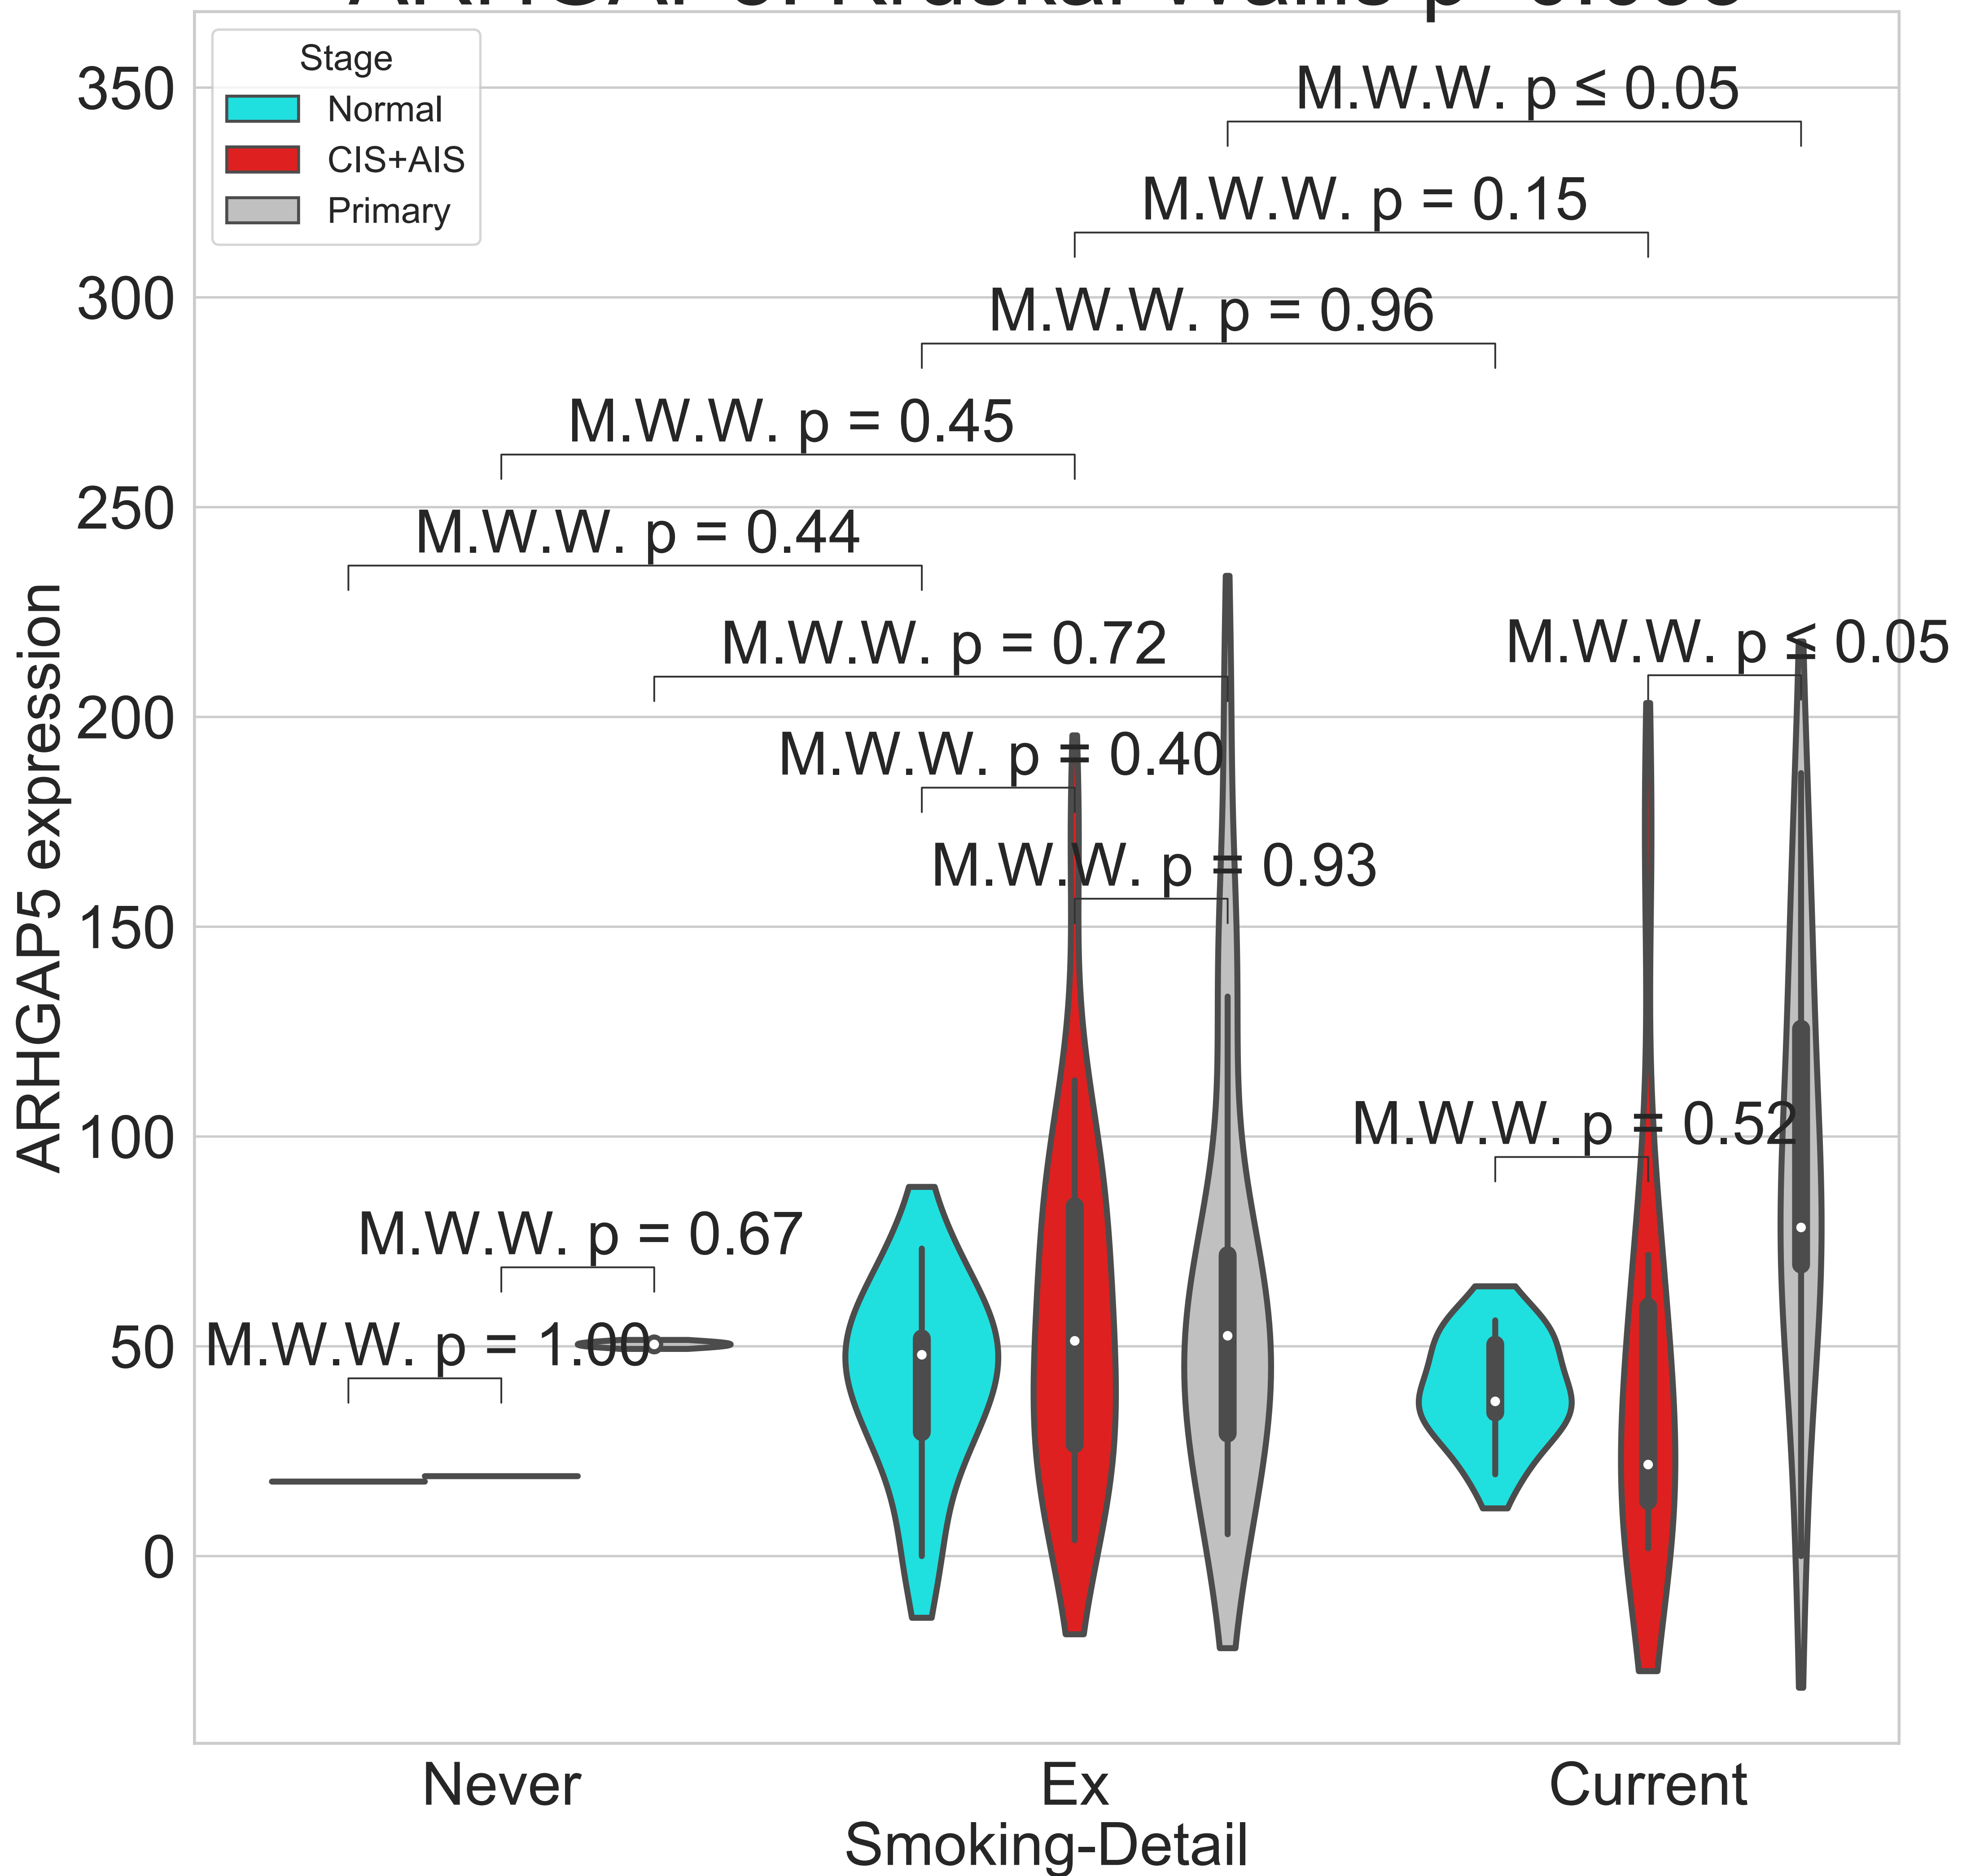 Stage
Normal
CIS+AIS
Primary
350
300
250
200
150
100
50
0
ARHGAP5 expression
M.W.W. p ≤ 0.05
M.W.W. p = 0.15
M.W.W. p = 0.96
M.W.W. p = 0.45
M.W.W. p = 0.44
M.W.W. p = 0.72
M.W.W. p ≤ 0.05
M.W.W. p = 0.40
M.W.W. p = 0.93
M.W.W. p = 0.52
M.W.W. p = 0.67
M.W.W. p = 1.00
Never
Ex
Current
Smoking-Detail